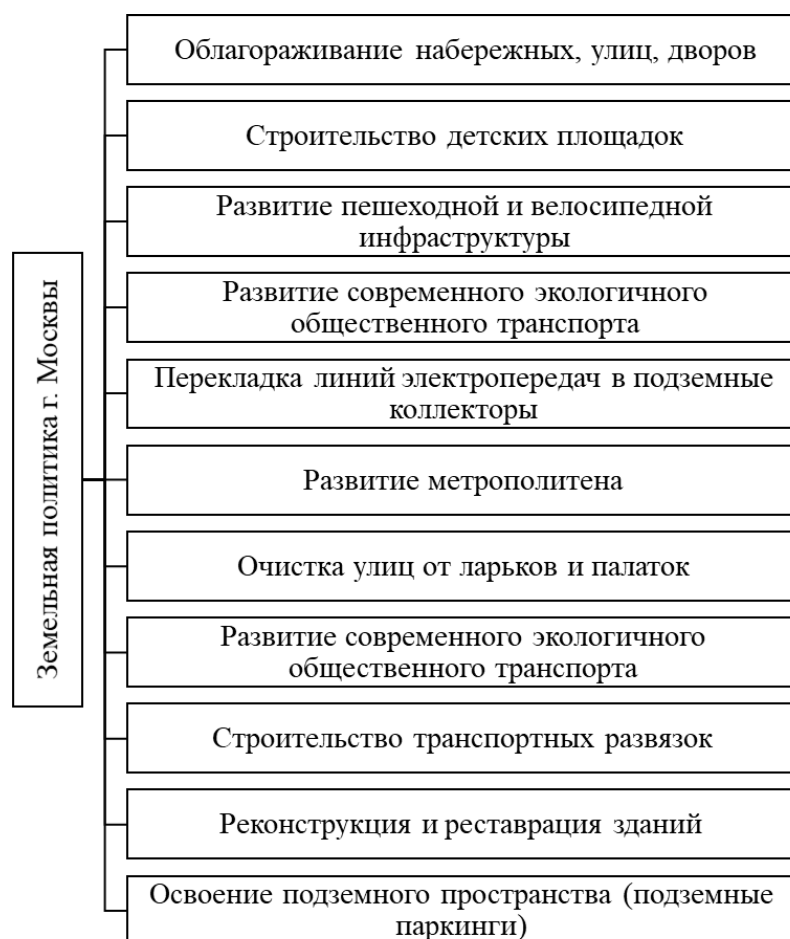 Земельная политика г. Москвы
Облагораживание набережных, улиц, дворов
Строительство детских площадок
Развитие пешеходной и велосипедной
инфраструктуры
Развитие современного экологичного
общественного транспорта
Перекладка линий электропередач в подземные
коллекторы
Развитие метрополитена
Очистка улиц от ларьков и палаток
Развитие современного экологичного
общественного транспорта
Строительство транспортных развязок
Реконструкция и реставрация зданий
Освоение подземного пространства (подземные
паркинги)